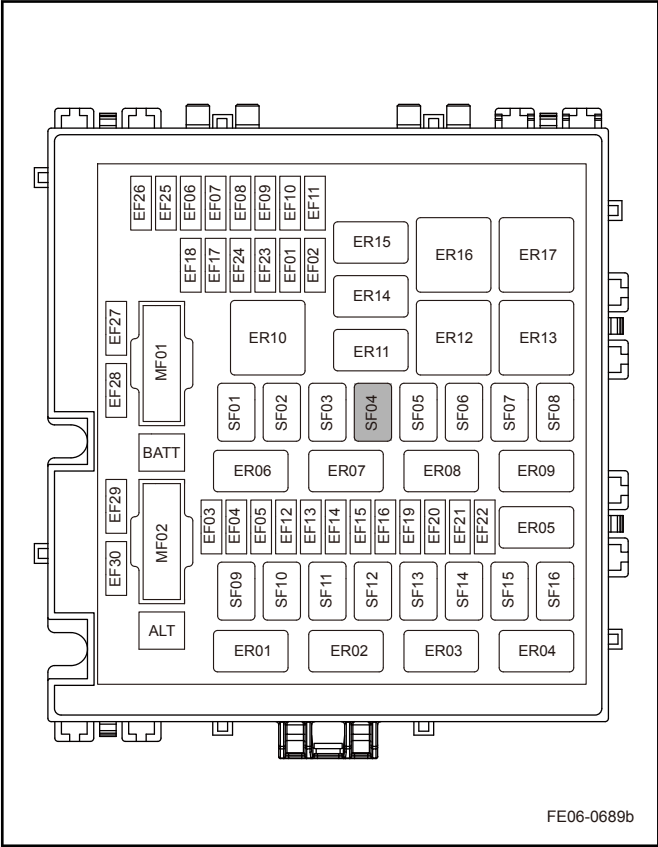 EF26 EF25 EF06 EF07 EF08 EF09 EF10 EF11
EF18 EF17 EF24 EF23 EF01 EF02
ER15 ER16 ER17
ER14
EF27 MF01 ER10 ER11 ER12 ER13
EF28
SF01 SF02 SF03 SF04 SF05 SF06 SF07 SF08
BATT
ER06 ER07 ER08 ER09
EF29 MF02
EF03 EF04 EF05 EF12 EF13 EF14 EF15 EF16 EF19 EF20 EF21 EF22 ER05
EF30
SF09 SF10 SF11 SF12 SF13 SF14 SF15 SF16
ALT
ER01 ER02 ER03 ER04
FE06-0689b